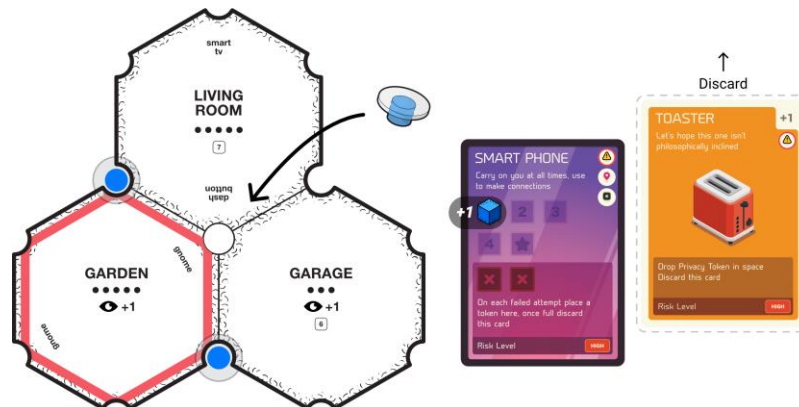 smart
tv
LIVING
ROOM
7
dash
button
GARDEN
gnome
+1
gnome
GARAGE
+1
6
SMART PHONE
Carry on you at all times, use
to make connections
+1
2
3
4
On each failed attempt place a
token here, once full discard
this card
Risk Level
HIGH
Discard
TOASTER
+1
Let's hope this one isn't
philosophically inclined
Drop Privacy Token in space
Discard this card
Risk Level
HIGH